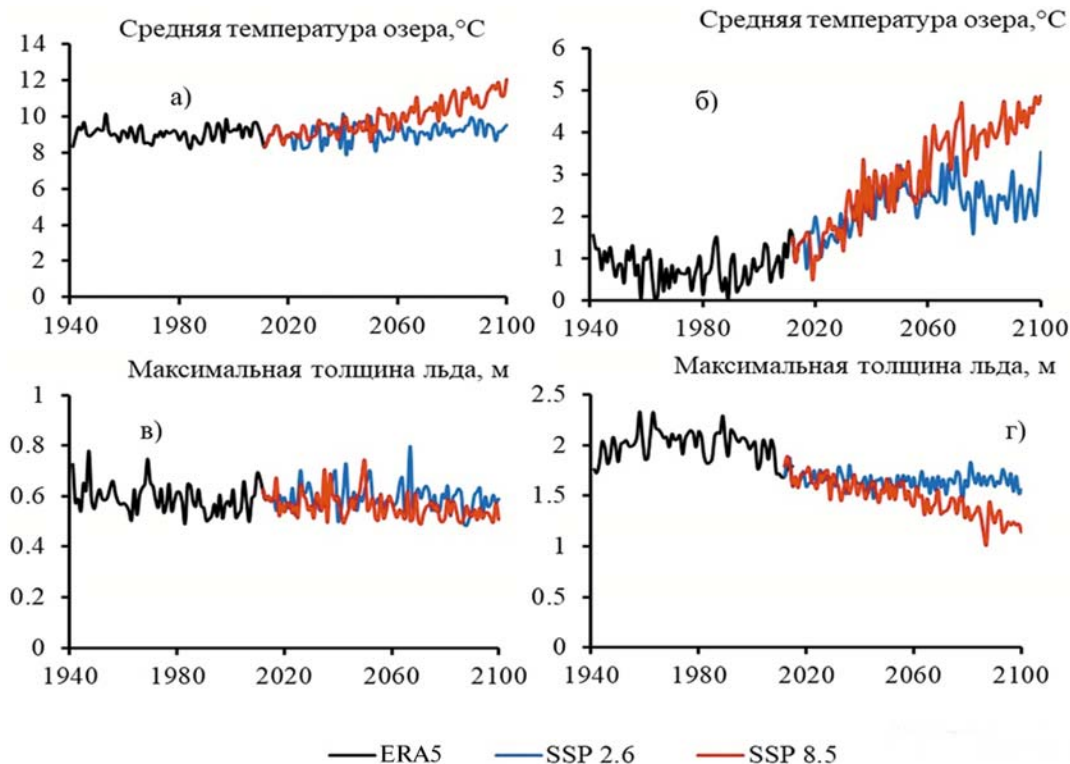 Средняя температура озера,°C
14
12
10
8
6
4
2
0
1940 1980 2020 2060 2100
а)
Средняя температура озера,°C
6
5
4
3
2
1
0
1940 1980 2020 2060 2100
б)
Максимальная толщина льда, м
1
0.8
0.6
0.4
0.2
0
1940 1980 2020 2060 2100
в)
Максимальная толщина льда, м
2.5
2
1.5
1
0.5
0
1940 1980 2020 2060 2100
г)
ERA5 SSP 2.6 SSP 8.5